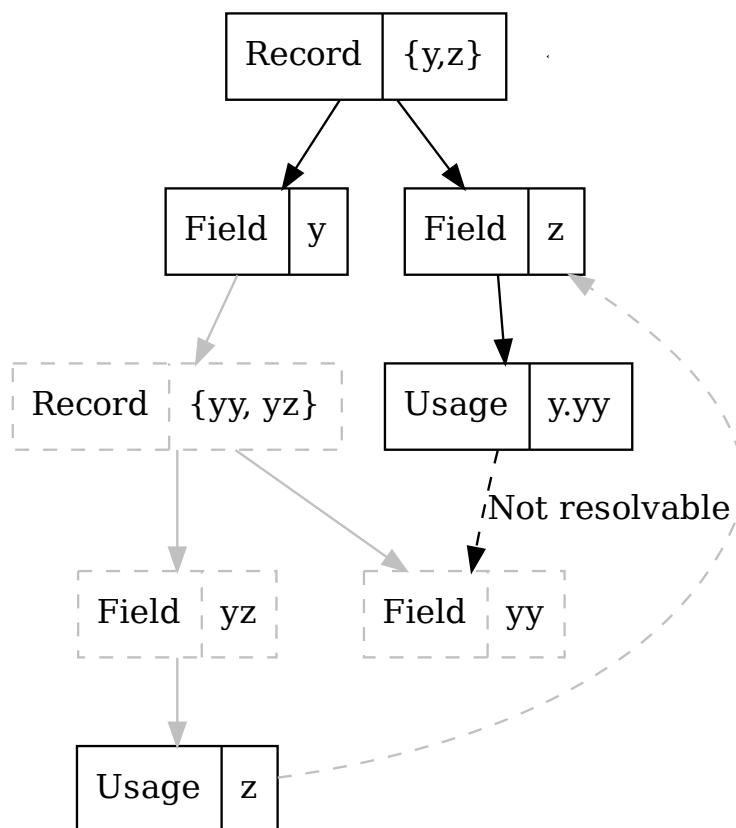 Record {y,z}
Field y
Field z
Record {yy, yz}
Usage y.yy
Not resolvable
Field yz
Field yy
Usage z